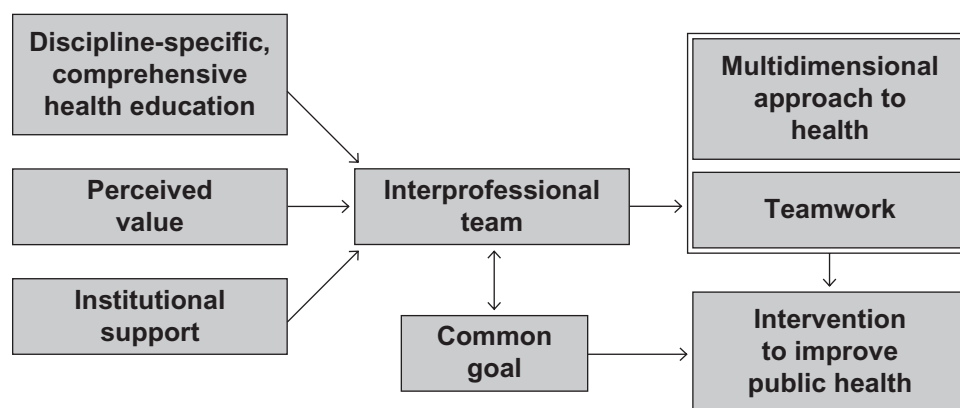 Discipline-specific,
comprehensive
health education
Perceived
value
Institutional
support
Interprofessional
team
Common
goal
Multidimensional
approach to
health
Teamwork
Intervention
to improve
public health